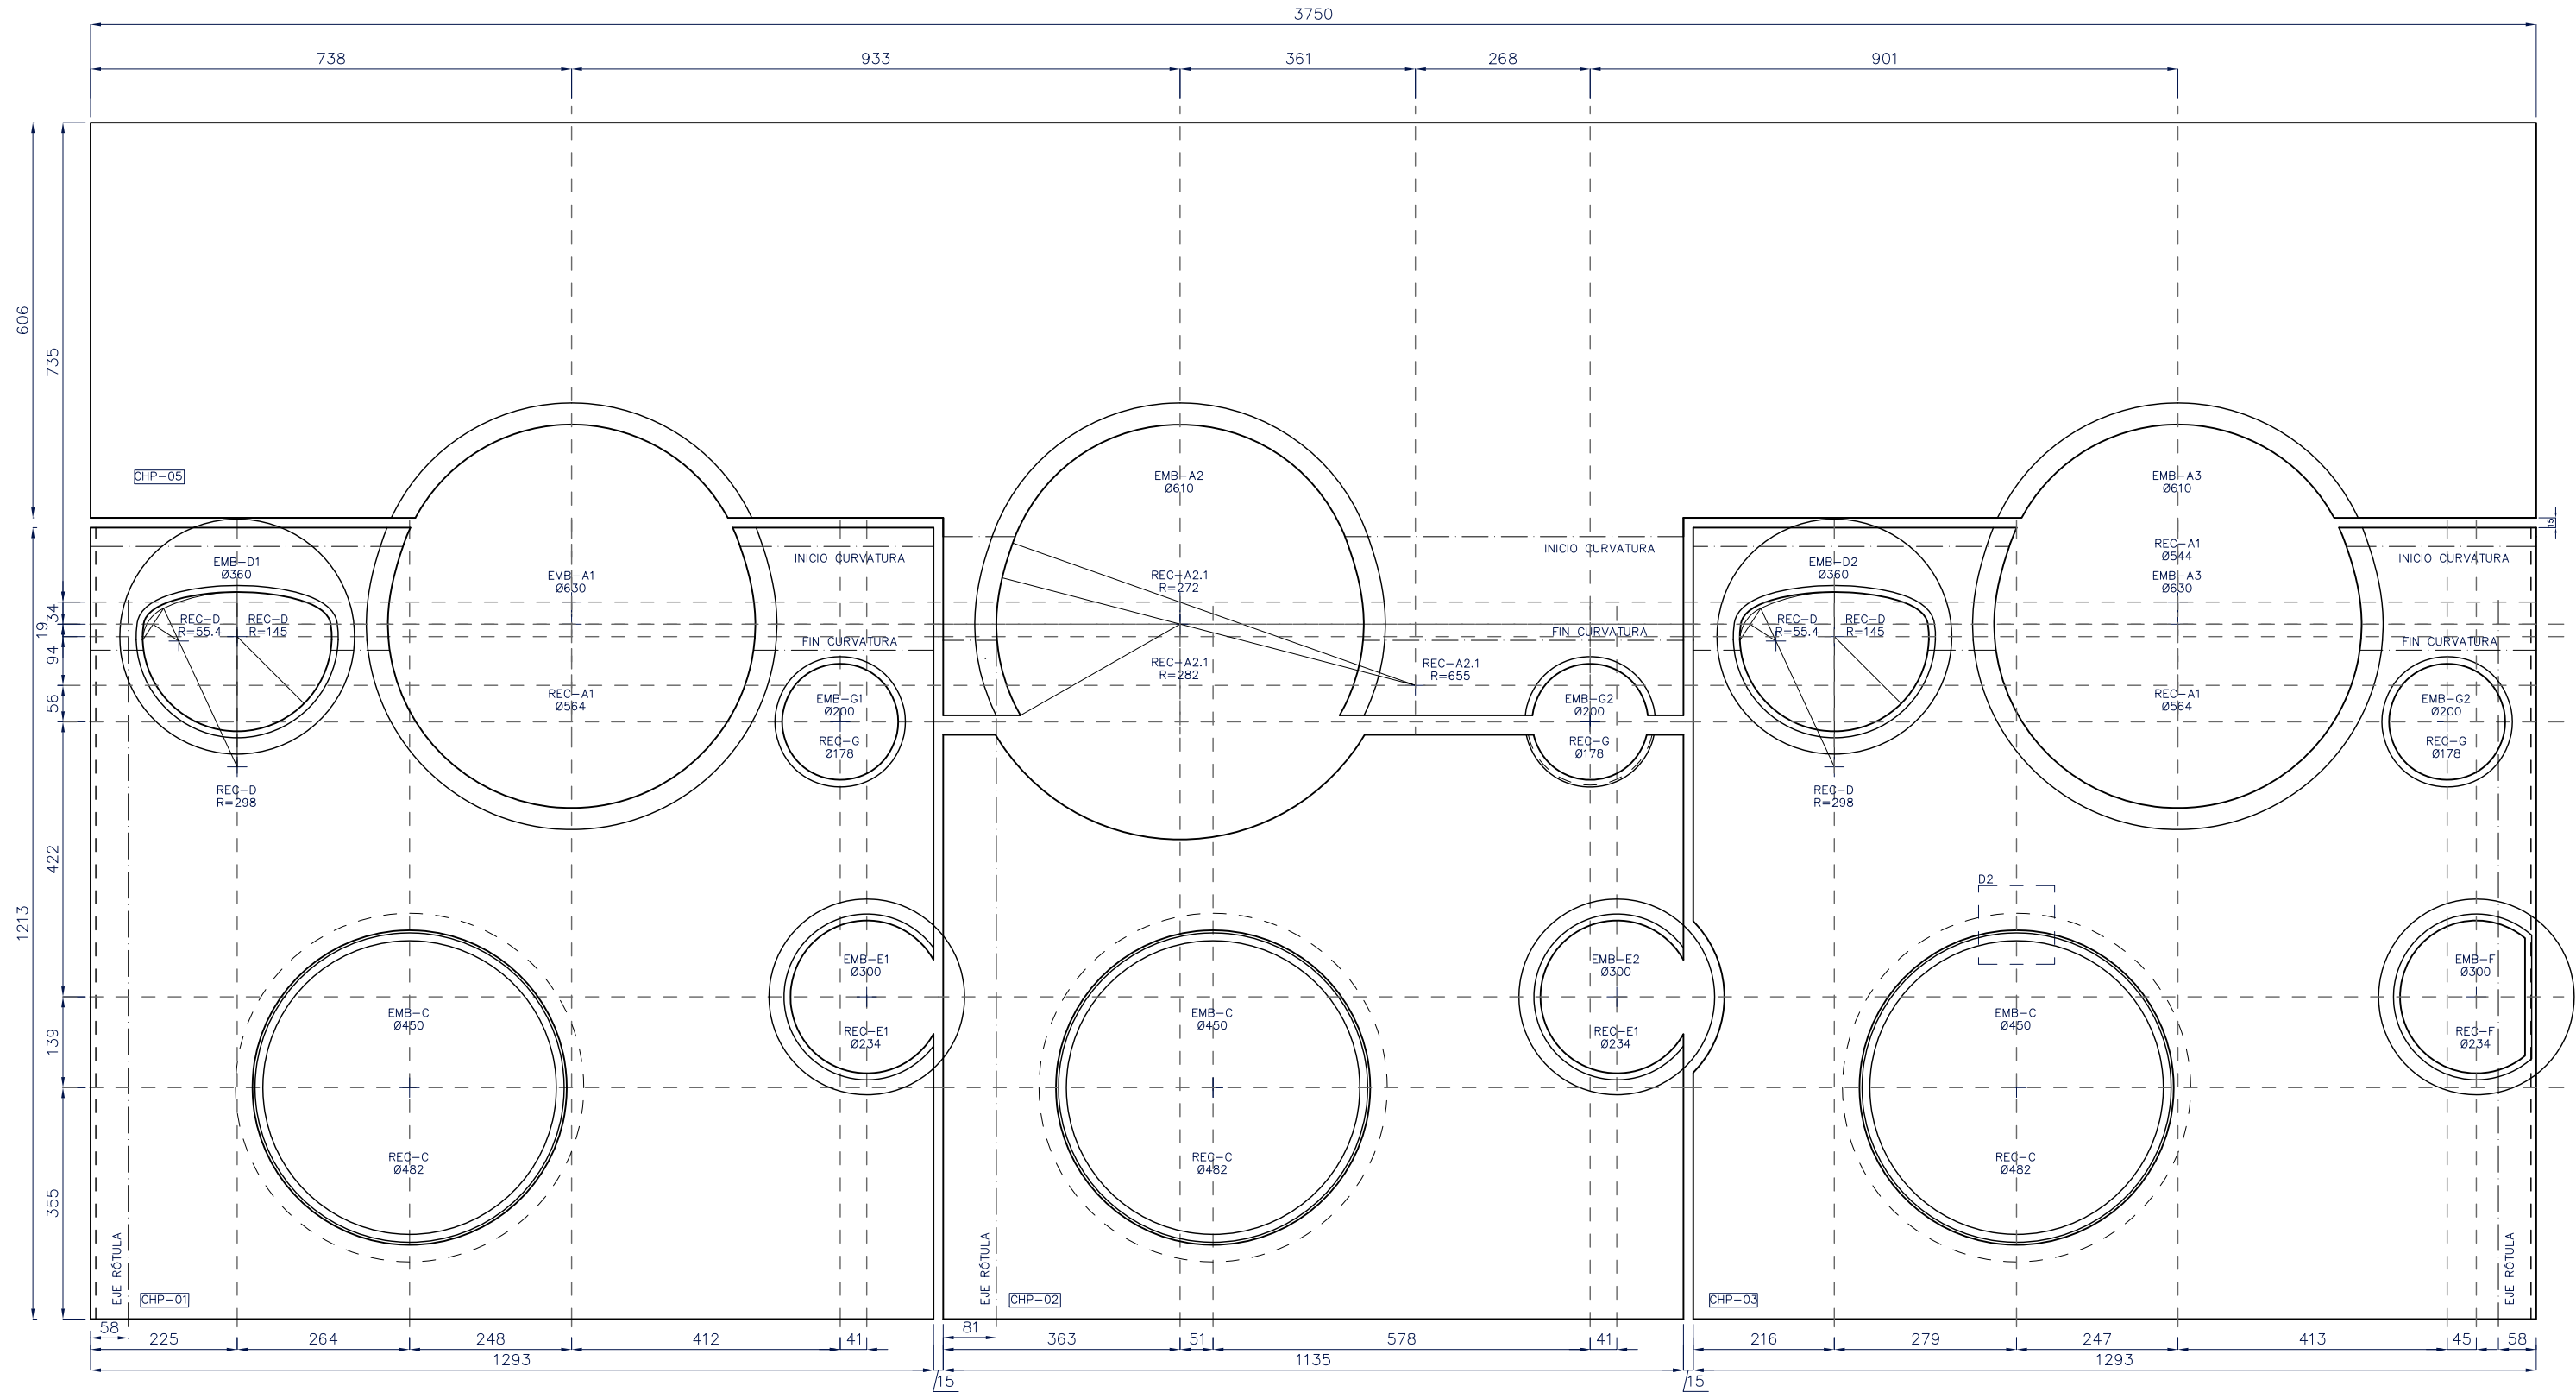 3750
738
933
361
268
901
606
735
CHP-05
EMB-A2
Ø610
EMB-A3
Ø610
15
INICIO CURVATURA
INICIO CURVATURA
INICIO CURVATURA
EMB-D1
Ø360
EMB-A1
Ø630
REC-A2.1
R=272
EMB-D2
Ø360
REC-A1
Ø544
EMB-A3
Ø630
34
19
94
56
REC-D
R=55.4
REC-D
R=145
FIN CURVATURA
FIN CURVATURA
REC-D
R=55.4
REC-D
R=145
FIN CURVATURA
REC-A2.1
R=282
REC-A2.1
R=655
REC-A1
Ø564
EMB-G1
Ø200
EMB-G2
Ø200
REC-A1
Ø564
EMB-G2
Ø200
REC-G
Ø178
REC-G
Ø178
REC-G
Ø178
REC-D
R=298
REC-D
R=298
422
1213
D2
EMB-E1
Ø300
EMB-E2
Ø300
EMB-F
Ø300
EMB-C
Ø450
EMB-C
Ø450
EMB-C
Ø450
139
REC-E1
Ø234
REC-E1
Ø234
REC-F
Ø234
REC-C
Ø482
REC-C
Ø482
REC-C
Ø482
355
EJE RÓTULA
EJE RÓTULA
EJE RÓTULA
CHP-01
CHP-02
CHP-03
58
81
225
264
248
412
41
363
51
578
41
216
279
247
413
45
58
1293
1135
1293
15
15